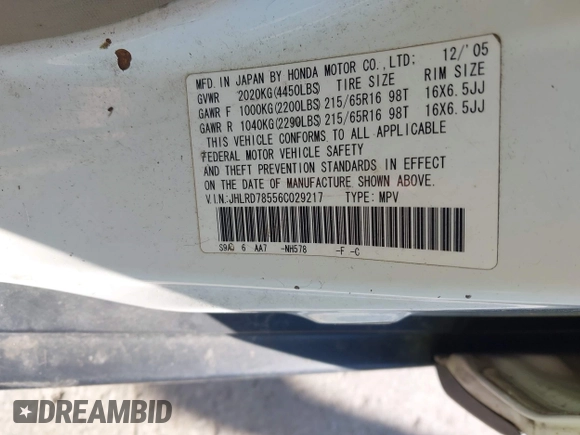 MFD. IN JAPAN BY HONDA MOTOR CO., LTD; 12/'05
GVWR 2020KG(4450LBS) TIRE SIZE RIM SIZE
GAWR F 1000KG(2200LBS) 215/65R16 98T 16X6.5JJ
GAWR R 1040KG(2290LBS) 215/65R16 98T 16X6.5JJ
THIS VEHICLE CONFORMS TO ALL APPLICABLE
FEDERAL MOTOR VEHICLE SAFETY
AND THEFT PREVENTION STANDARDS IN EFFECT
ON THE DATE OF MANUFACTURE SHOWN ABOVE.
V.I.N:JHLRD78556C029217 TYPE: MPV
S9AJ 6 AA7 -NH578 -F -C
DREAMBID